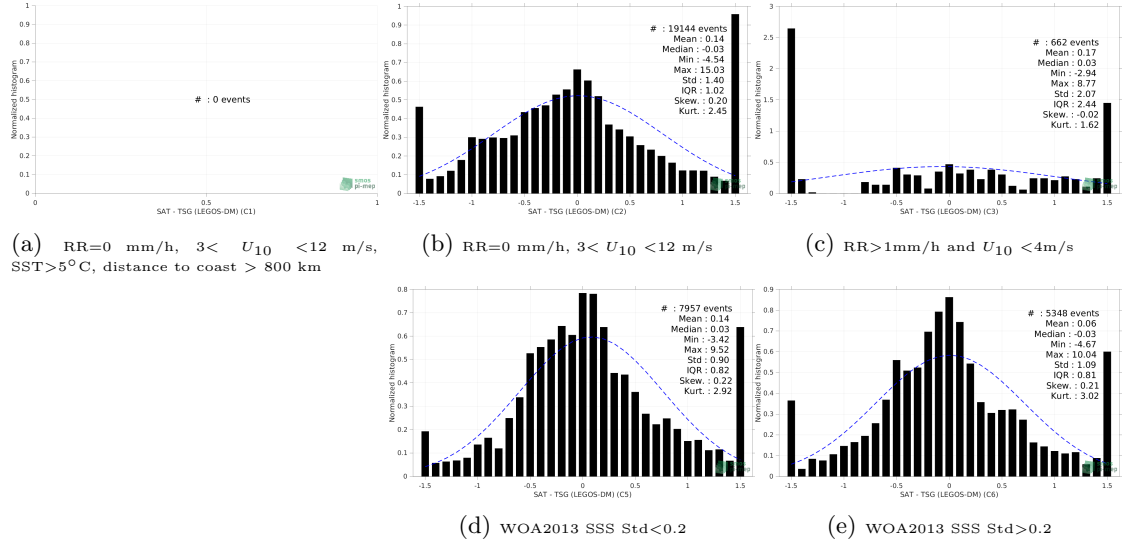 1
0.9
0.8
0.7
0.6
0.5
0.4
0.3
0.2
0.1
0
Normalized histogram
# : 0 events
smos
pi-mep
0 0.5 1
SAT - TSG (LEGOS-DM) (C1)
(a) RR=0 mm/h, 3< U10 <12 m/s,
SST>5°C, distance to coast > 800 km
1
0.9
0.8
0.7
0.6
0.5
0.4
0.3
0.2
0.1
0
Normalized histogram
# : 19144 events
Mean : 0.14
Median : -0.03
Min : -4.54
Max : 15.03
Std : 1.40
IQR : 1.02
Skew. : 0.20
Kurt. : 2.45
pi-mep
-1.5 -1 -0.5 0 0.5 1 1.5
SAT - TSG (LEGOS-DM) (C2)
(b) RR=0 mm/h, 3< U10 <12 m/s
3
2.5
2
1.5
1
0.5
0
Normalized histogram
# : 662 events
Mean : 0.17
Median : 0.03
Min : -2.94
Max : 8.77
Std : 2.07
IQR : 2.44
Skew. : -0.02
Kurt. : 1.62
pi-mep
-1.5 -1 -0.5 0 0.5 1 1.5
SAT - TSG (LEGOS-DM) (C3)
(c) RR>1mm/h and U10 <4m/s
0.9
0.8
0.7
0.6
0.5
0.4
0.3
0.2
0.1
0
Normalized histogram
# : 7957 events
Mean : 0.14
Median : 0.03
Min : -3.42
Max : 9.52
Std : 0.90
IQR : 0.82
Skew. : 0.22
Kurt. : 2.92
pi-mep
-1.5 -1 -0.5 0 0.5 1 1.5
SAT - TSG (LEGOS-DM) (C5)
(d) WOA2013 SSS Std<0.2
0.9
0.8
0.7
0.6
0.5
0.4
0.3
0.2
0.1
0
Normalized histogram
# : 5348 events
Mean : 0.06
Median : -0.03
Min : -4.67
Max : 10.04
Std : 1.09
IQR : 0.81
Skew. : 0.21
Kurt. : 3.02
pi-mep
-1.5 -1 -0.5 0 0.5 1 1.5
SAT - TSG (LEGOS-DM) (C6)
(e) WOA2013 SSS Std>0.2